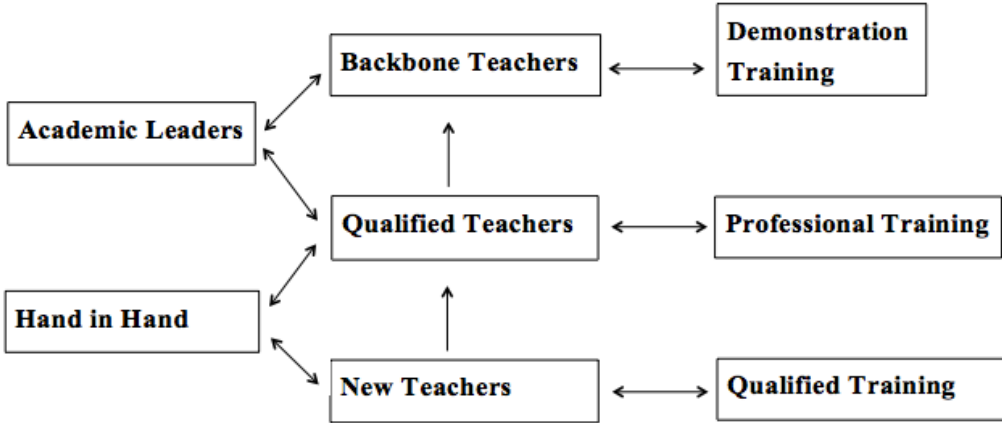 Demonstration
Training
Backbone Teachers
Academic Leaders
Qualified Teachers
Professional Training
Hand in Hand
New Teachers
Qualified Training